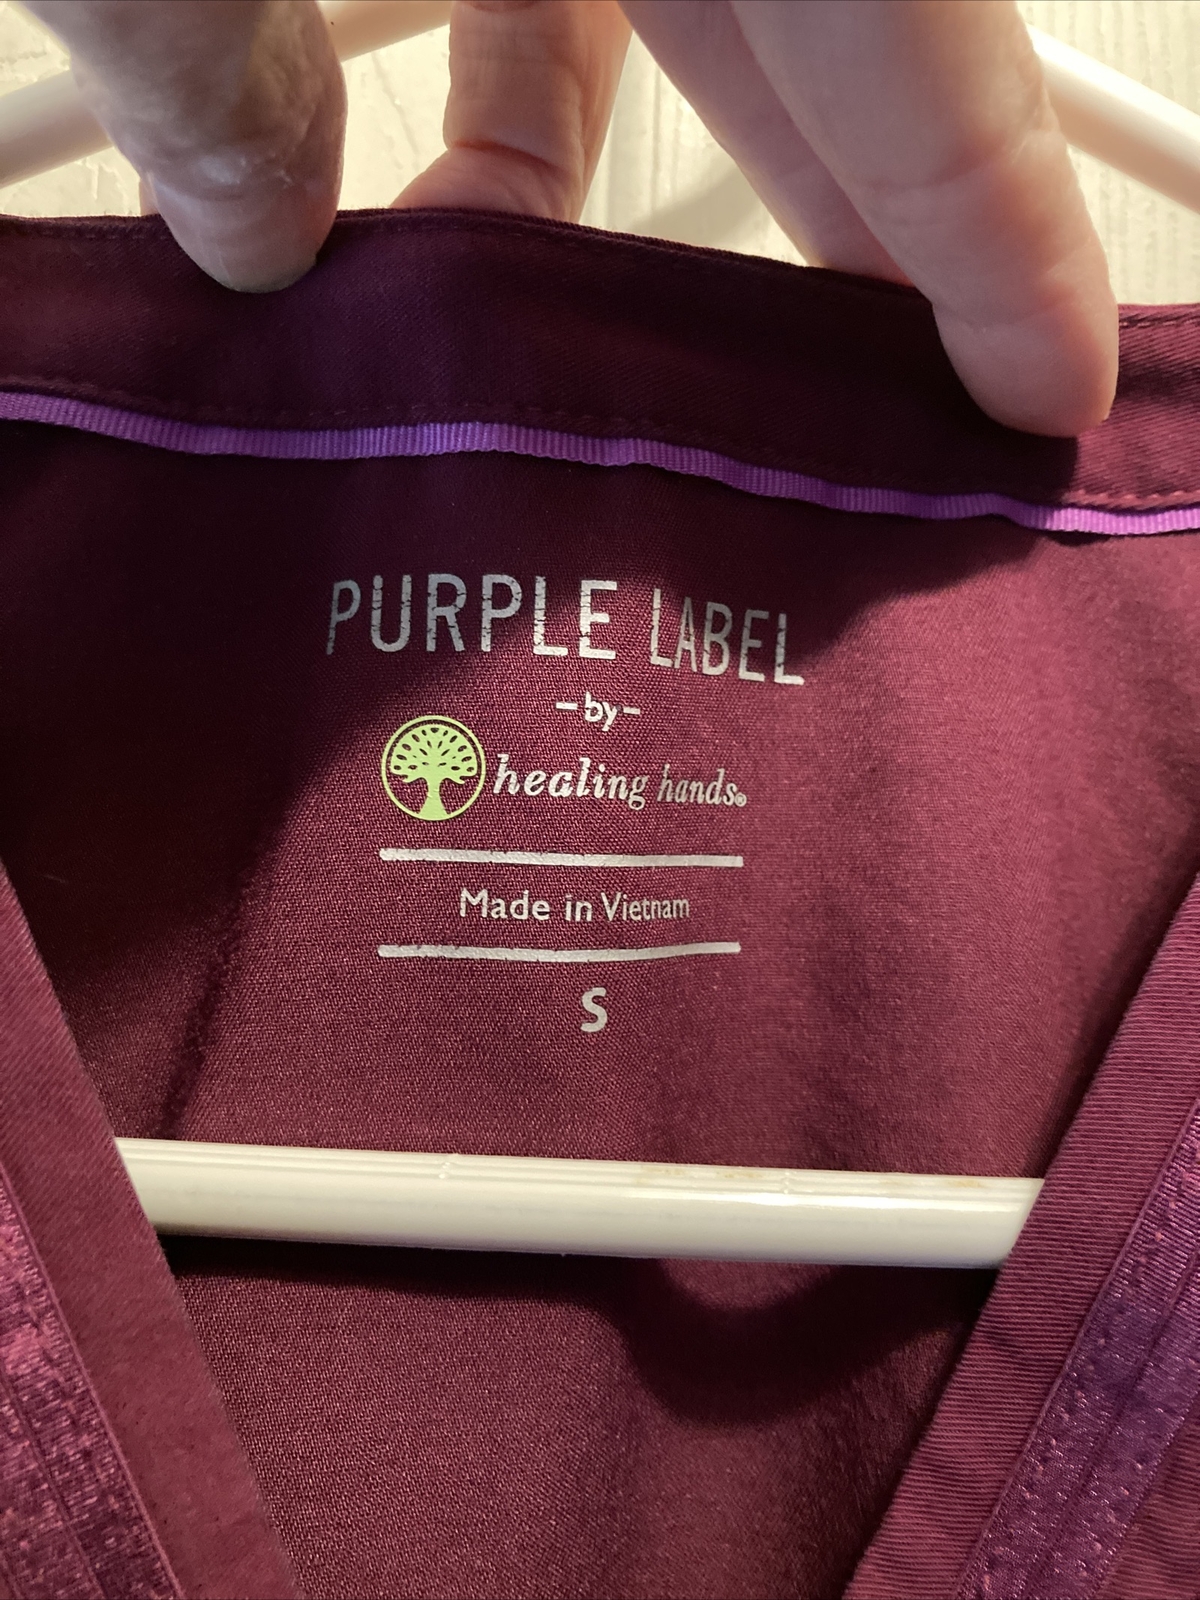 PURPLE LABEL
-by-
healing hands®
Made in Vietnam
S